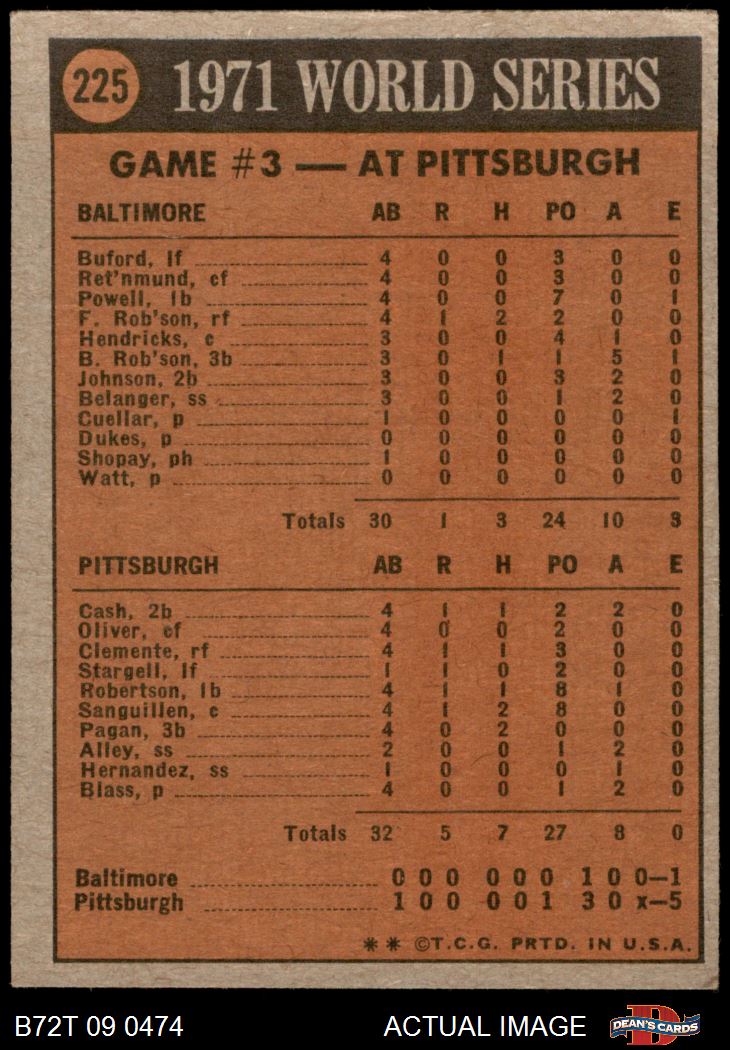 225 1971 WORLD SERIES
GAME #3 — AT PITTSBURGH
BALTIMORE AB R H PO A E
Buford, lf 4 0 0 3 0 0
Ret'nmund, cf 4 0 0 3 0 0
Powell, 1b 4 0 0 7 0 1
F. Rob'son, rf 4 1 2 2 0 0
Hendricks, c 3 0 0 4 1 0
B. Rob'son, 3b 3 0 1 1 5 1
Johnson, 2b 3 0 0 3 2 0
Belanger, ss 3 0 0 1 2 0
Cuellar, p 1 0 0 0 0 1
Dukes, p 0 0 0 0 0 0
Shopay, ph 1 0 0 0 0 0
Watt, p 0 0 0 0 0 0
Totals 30 1 3 24 10 3
PITTSBURGH AB R H PO A E
Cash, 2b 4 1 1 2 2 0
Oliver, cf 4 0 0 2 0 0
Clemente, rf 4 1 1 3 0 0
Stargell, lf 1 1 0 2 0 0
Robertson, 1b 4 1 1 8 1 0
Sanguillen, c 4 1 2 8 0 0
Pagan, 3b 4 0 2 0 0 0
Alley, ss 2 0 0 1 2 0
Hernandez, ss 1 0 0 0 1 0
Blass, p 4 0 0 1 2 0
Totals 32 5 7 27 8 0
Baltimore 0 0 0 0 0 0 1 0 0—1
Pittsburgh 1 0 0 0 0 1 3 0 x—5
** ©T.C.G. PRTD. IN U.S.A.
B72T 09 0474 ACTUAL IMAGE D DEAN'S CARDS